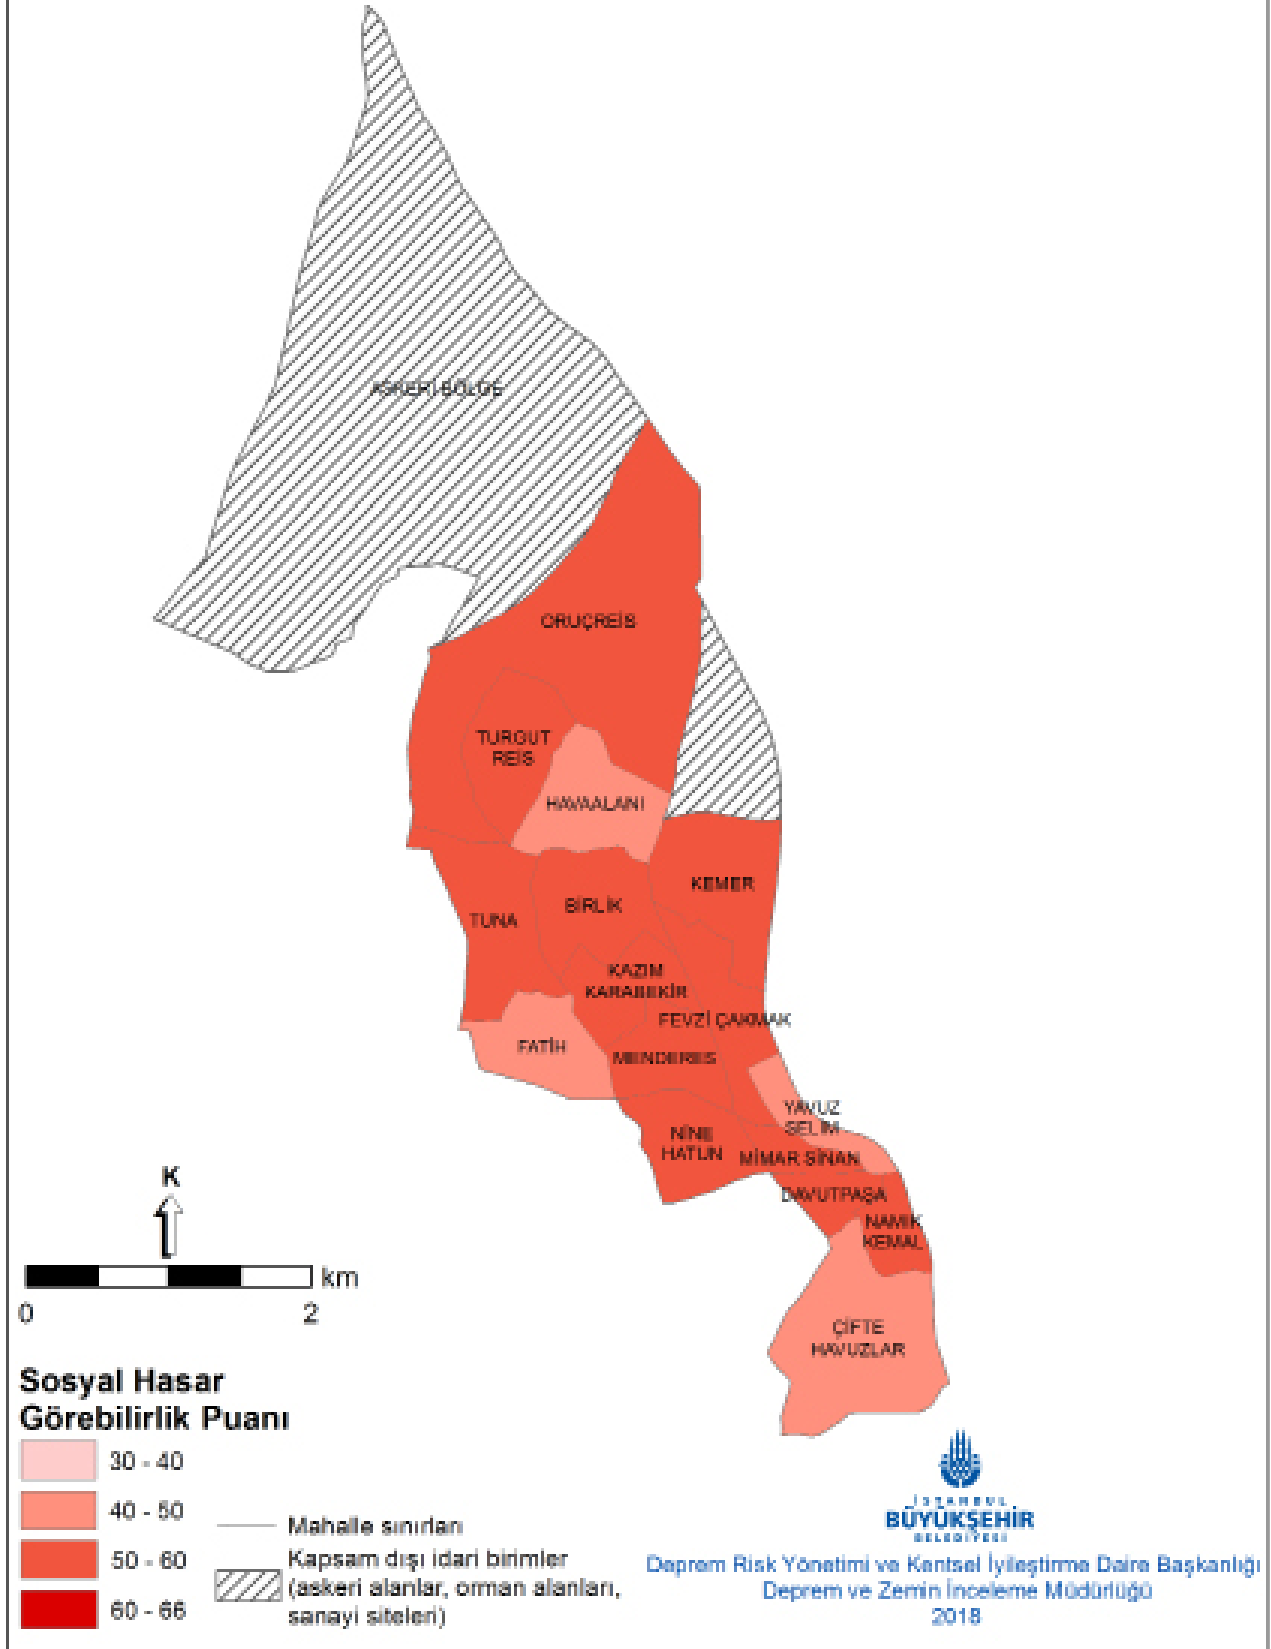 ASKERİ BÖLGE
ORUÇREİS
TURGUT
REİS
HAVAALANI
KEMER
BİRLİK
TUNA
KAZIM
KARABEKİR
FEVZİ ÇAKMAK
FATİH
MENDERES
YAVUZ
SELİM
NİNE
HATUN
MİMAR SİNAN
DAVUTPAŞA
NAMIK
KEMAL
ÇİFTE
HAVUZLAR
K
km
0 2
Sosyal Hasar
Görebilirlik Puanı
30 - 40
40 - 50
50 - 60
60 - 66
Mahalle sınırları
Kapsam dışı idari birimler
(askeri alanlar, orman alanları,
sanayi siteleri)
İSTANBUL
BÜYÜKŞEHİR
BELEDİYESİ
Deprem Risk Yönetimi ve Kentsel İyileştirme Daire Başkanlığı
Deprem ve Zemin İnceleme Müdürlüğü
2018